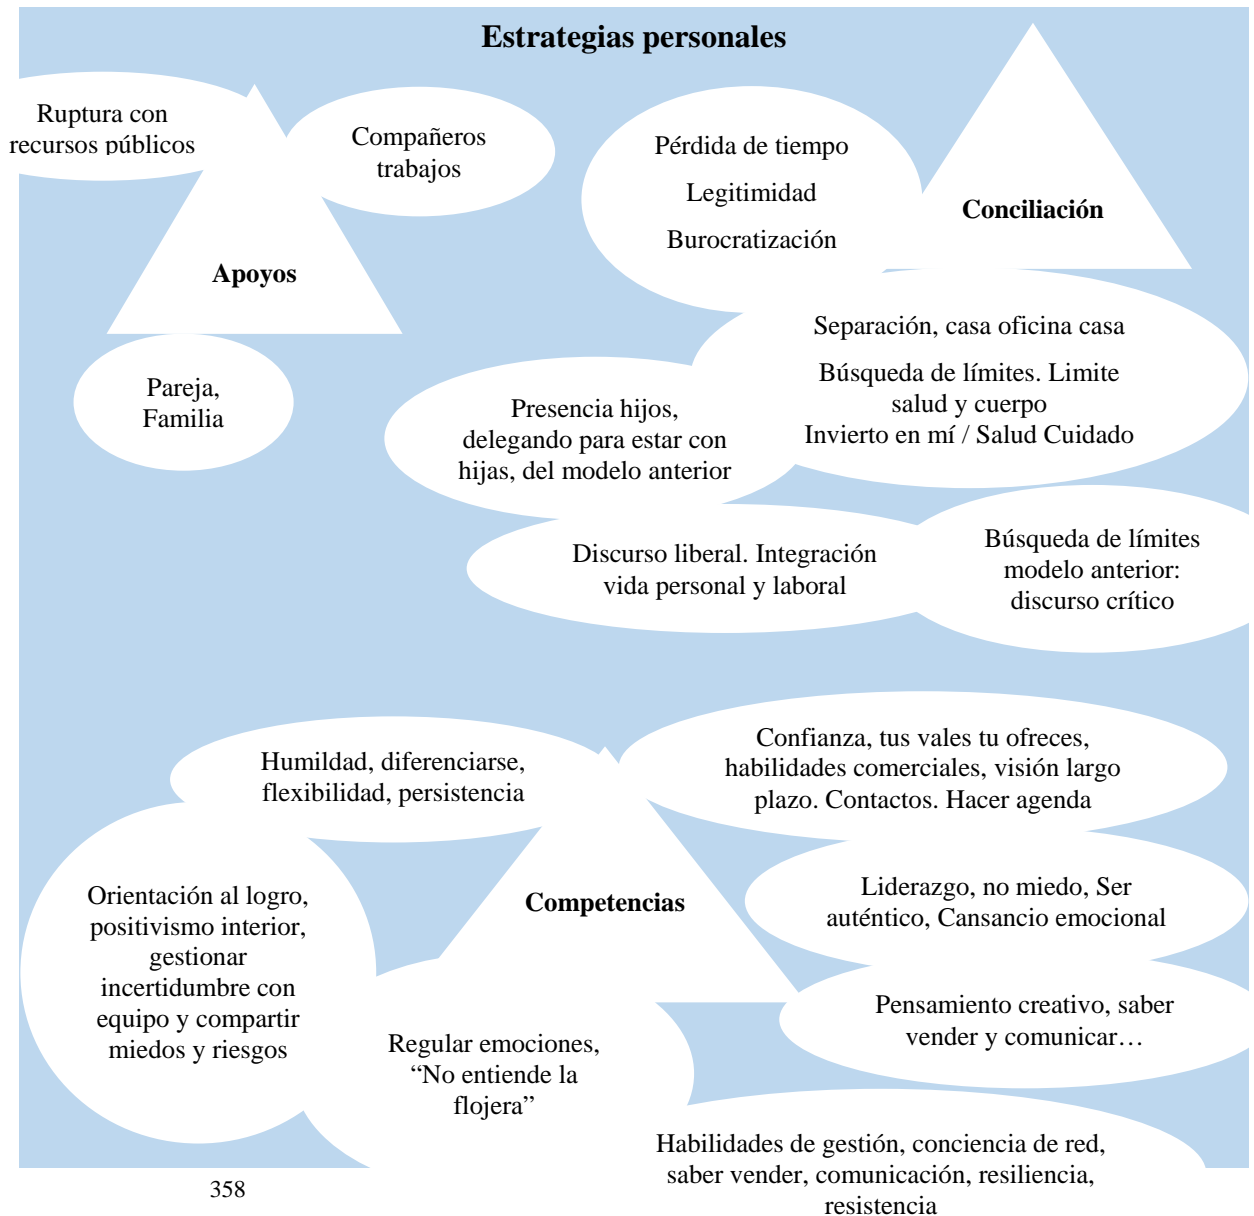 Estrategias personales
Ruptura con
recursos públicos
Compañeros
trabajos
Apoyos
Pareja,
Familia
Pérdida de tiempo
Legitimidad
Burocratización
Conciliación
Separación, casa oficina casa
Búsqueda de límites. Limite
salud y cuerpo
Invierto en mí / Salud Cuidado
Presencia hijos,
delegando para estar con
hijas, del modelo anterior
Discurso liberal. Integración
vida personal y laboral
Búsqueda de límites
modelo anterior:
discurso crítico
Humildad, diferenciarse,
flexibilidad, persistencia
Confianza, tus vales tu ofreces,
habilidades comerciales, visión largo
plazo. Contactos. Hacer agenda
Orientación al logro,
positivismo interior,
gestionar
incertidumbre con
equipo y compartir
miedos y riesgos
Competencias
Liderazgo, no miedo, Ser
auténtico, Cansancio emocional
Pensamiento creativo, saber
vender y comunicar…
Regular emociones,
“No entiende la
flojera”
Habilidades de gestión, conciencia de red,
saber vender, comunicación, resiliencia,
resistencia
358